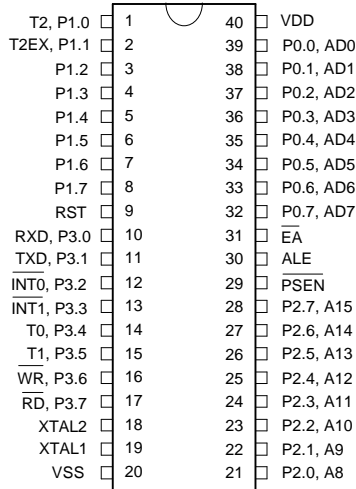 T2, P1.0 1 40 VDD
T2EX, P1.1 2 39 P0.0, AD0
P1.2 3 38 P0.1, AD1
P1.3 4 37 P0.2, AD2
P1.4 5 36 P0.3, AD3
P1.5 6 35 P0.4, AD4
P1.6 7 34 P0.5, AD5
P1.7 8 33 P0.6, AD6
RST 9 32 P0.7, AD7
RXD, P3.0 10 31 EA
TXD, P3.1 11 30 ALE
INT0, P3.2 12 29 PSEN
INT1, P3.3 13 28 P2.7, A15
T0, P3.4 14 27 P2.6, A14
T1, P3.5 15 26 P2.5, A13
WR, P3.6 16 25 P2.4, A12
RD, P3.7 17 24 P2.3, A11
XTAL2 18 23 P2.2, A10
XTAL1 19 22 P2.1, A9
VSS 20 21 P2.0, A8